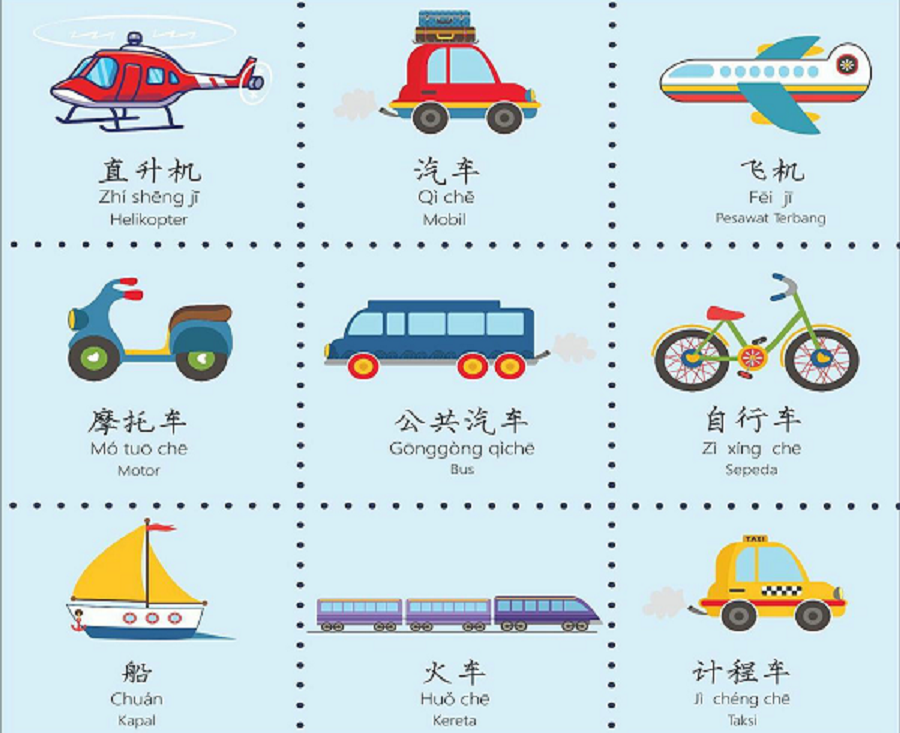 直升机
Zhí shēng jī
Helikopter
汽车
Qì chē
Mobil
飞机
Fēi jī
Pesawat Terbang
摩托车
Mó tuō chē
Motor
公共汽车
Gōnggòng qìchē
Bus
自行车
Zì xíng chē
Sepeda
船
Chuán
Kapal
火车
Huǒ chē
Kereta
TAXI
计程车
Jì chéng chē
Taksi